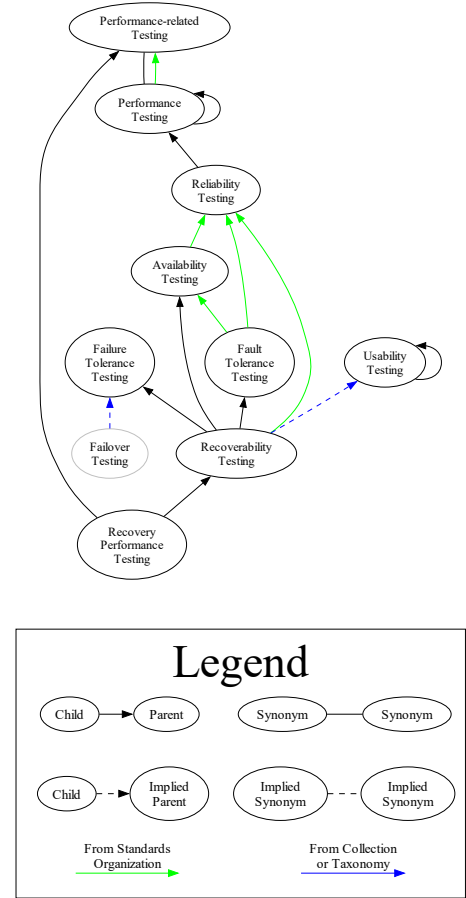 Performance-related
Testing
Performance
Testing
Reliability
Testing
Availability
Testing
Failure
Tolerance
Testing
Fault
Tolerance
Testing
Usability
Testing
Failover
Testing
Recoverability
Testing
Recovery
Performance
Testing
Legend
Child
Parent
Synonym
Synonym
Child
Implied
Parent
Implied
Synonym
Implied
Synonym
From Standards
Organization
From Collection
or Taxonomy